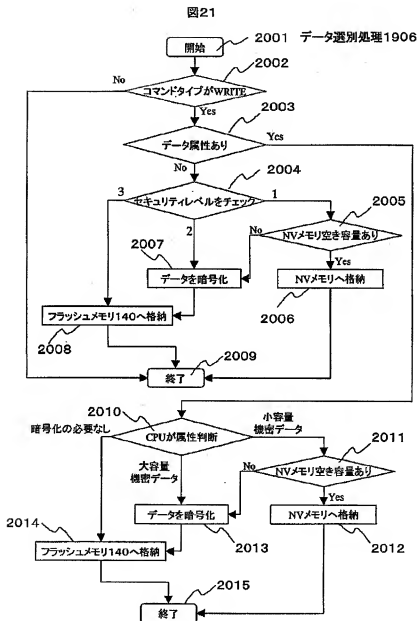 図21
開始
2001
データ選別処理1906
2002
No
コマンドタイプがWRITE
Yes
2003
データ属性あり
Yes
No
2004
3
セキュリティレベルをチェック
1
2
2005
NVメモリ空き容量あり
No
Yes
2007
データを暗号化
NVメモリへ格納
2006
フラッシュメモリ140へ格納
2008
2009
終了
2010
暗号化の必要なし
CPUが属性判断
小容量
機密データ
2011
大容量
機密データ
NVメモリ空き容量あり
No
Yes
データを暗号化
2013
NVメモリへ格納
2012
2014
フラッシュメモリ140へ格納
2015
終了